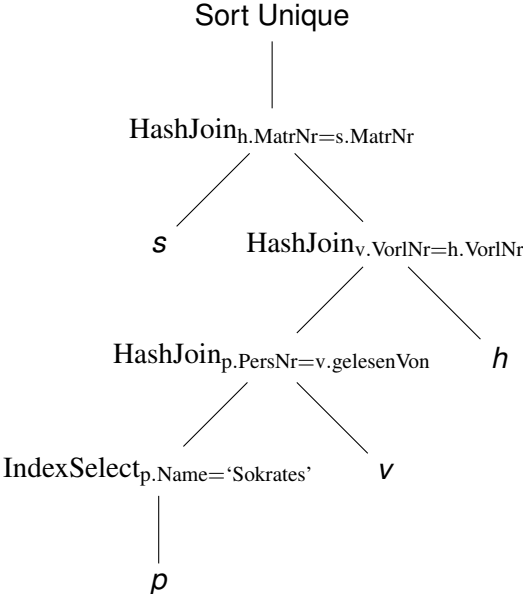 Sort Unique
HashJoin h.MatrNr=s.MatrNr
s
HashJoin v.VorlNr=h.VorlNr
HashJoin p.PersNr=v.gelesenVon
h
IndexSelect p.Name=‘Sokrates’
v
p